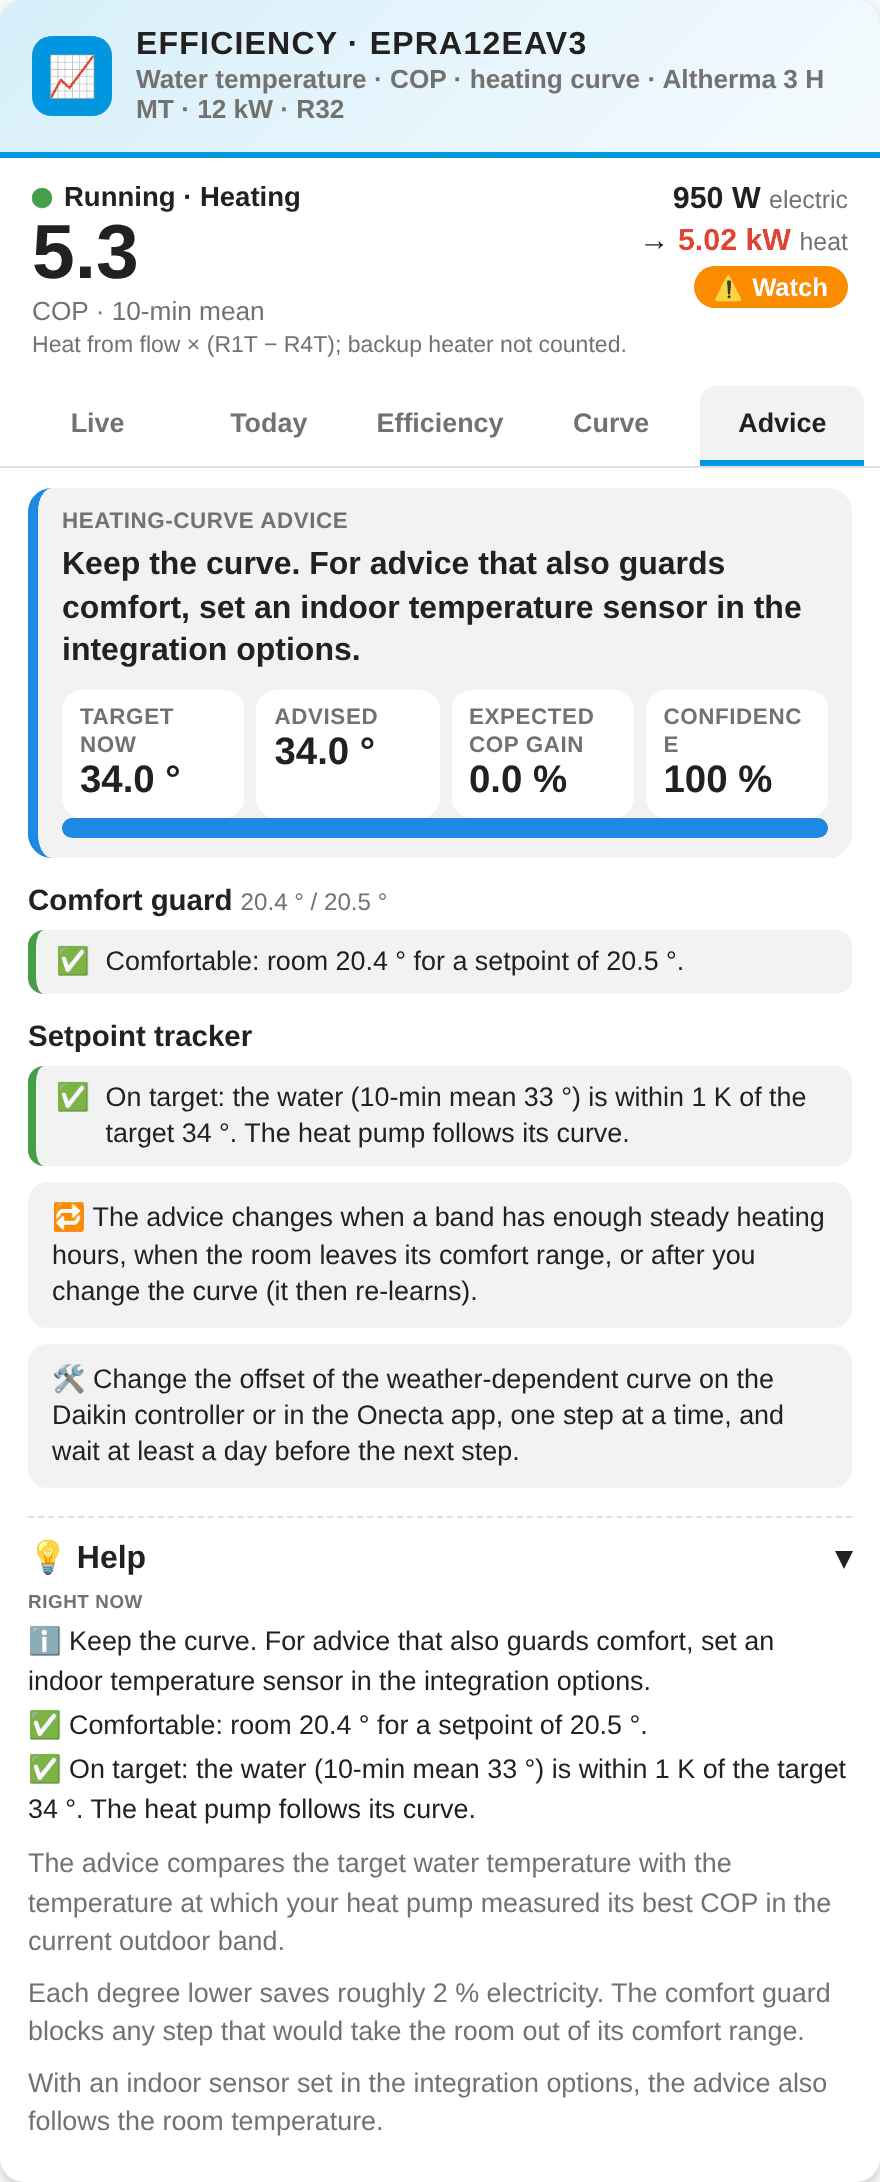 EFFICIENCY · EPRA12EAV3
Water temperature · COP · heating curve · Altherma 3 H
MT · 12 kW · R32
Running · Heating
5.3
COP · 10-min mean
Heat from flow × (R1T − R4T); backup heater not counted.
950 W electric
→ 5.02 kW heat
⚠️ Watch
Live Today Efficiency Curve Advice
HEATING-CURVE ADVICE
Keep the curve. For advice that also guards
comfort, set an indoor temperature sensor in the
integration options.
TARGET
NOW
34.0 °
ADVISED
34.0 °
EXPECTED
COP GAIN
0.0 %
CONFIDENC
E
100 %
Comfort guard 20.4 ° / 20.5 °
✅ Comfortable: room 20.4 ° for a setpoint of 20.5 °.
Setpoint tracker
✅ On target: the water (10-min mean 33 °) is within 1 K of the
target 34 °. The heat pump follows its curve.
🔁 The advice changes when a band has enough steady heating
hours, when the room leaves its comfort range, or after you
change the curve (it then re-learns).
🛠️ Change the offset of the weather-dependent curve on the
Daikin controller or in the Onecta app, one step at a time, and
wait at least a day before the next step.
💡 Help ▼
RIGHT NOW
ℹ️ Keep the curve. For advice that also guards comfort, set an
indoor temperature sensor in the integration options.
✅ Comfortable: room 20.4 ° for a setpoint of 20.5 °.
✅ On target: the water (10-min mean 33 °) is within 1 K of the target
34 °. The heat pump follows its curve.
The advice compares the target water temperature with the
temperature at which your heat pump measured its best COP in the
current outdoor band.
Each degree lower saves roughly 2 % electricity. The comfort guard
blocks any step that would take the room out of its comfort range.
With an indoor sensor set in the integration options, the advice also
follows the room temperature.